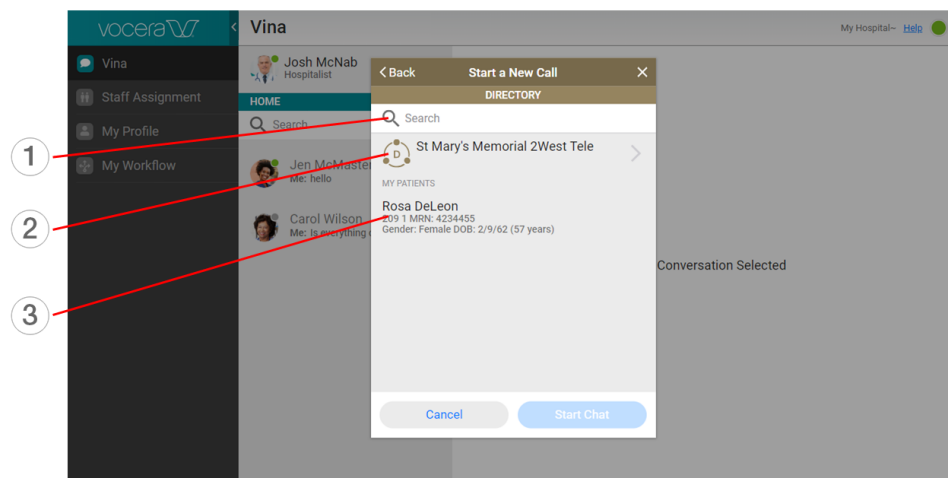 vocera
Vina
My Hospital~ Help
Vina
Staff Assignment
My Profile
My Workflow
Josh McNab
Hospitalist
HOME
Search
Jen McMaste
Me: hello
Carol Wilson
Me: Is everything
Back
Start a New Call
DIRECTORY
Search
D
St Mary's Memorial 2West Tele
MY PATIENTS
Rosa DeLeon
209 1 MRN: 4234455
Gender: Female DOB: 2/9/62 (57 years)
Cancel
Start Chat
Conversation Selected
1
2
3